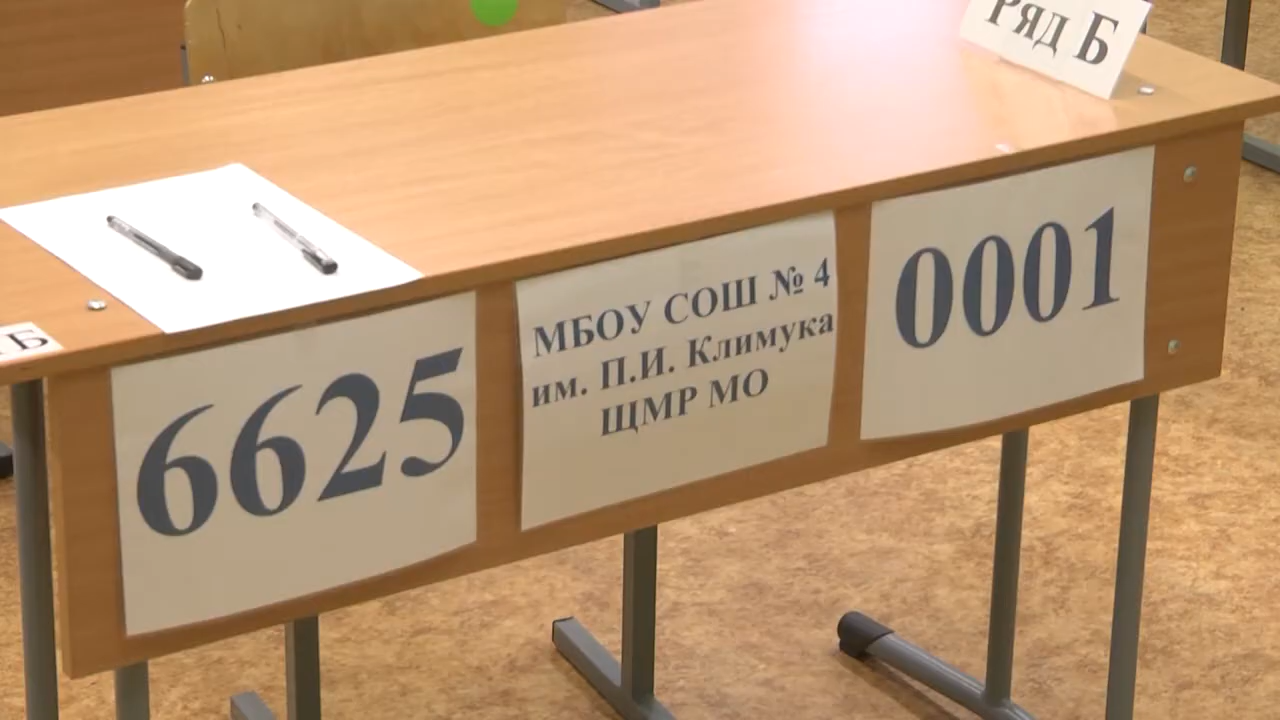 Ряд Б
Б
6625
МБОУ СОШ № 4
им. П.И. Климука
ЩМР МО
0001